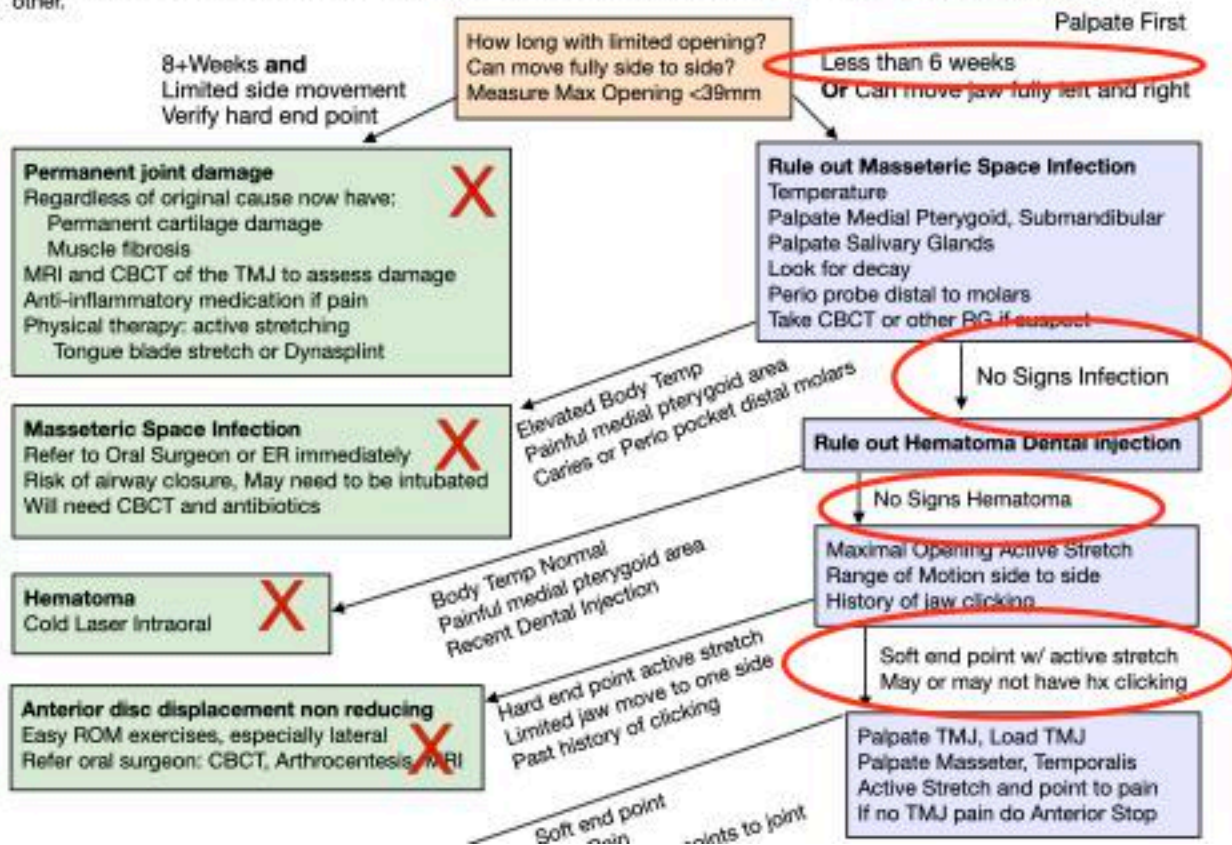 other.
Palpate First
How long with limited opening?
Can move fully side to side?
Measure Max Opening <39mm
8+Weeks and
Limited side movement
Verify hard end point
Less than 6 weeks
Or Can move jaw fully left and right
Permanent joint damage
Regardless of original cause now have:
Permanent cartilage damage
Muscle fibrosis
MRI and CBCT of the TMJ to assess damage
Anti-inflammatory medication if pain
Physical therapy: active stretching
Tongue blade stretch or Dynasplint
X
Rule out Masseteric Space Infection
Temperature
Palpate Medial Pterygoid, Submandibular
Palpate Salivary Glands
Look for decay
Perio probe distal to molars
Take CBCT or other RG if suspect
Elevated Body Temp
Painful medial pterygoid area
Caries or Perio pocket distal molars
No Signs Infection
Masseteric Space Infection
Refer to Oral Surgeon or ER immediately
Risk of airway closure, May need to be intubated
Will need CBCT and antibiotics
X
Rule out Hematoma Dental Injection
No Signs Hematoma
Body Temp Normal
Painful medial pterygoid area
Recent Dental Injection
Hematoma
Cold Laser Intraoral
X
Maximal Opening Active Stretch
Range of Motion side to side
History of jaw clicking
Hard end point active stretch
Limited jaw move to one side
Past history of clicking
Soft end point w/ active stretch
May or may not have hx clicking
Anterior disc displacement non reducing
Easy ROM exercises, especially lateral
Refer oral surgeon: CBCT, Arthrocentesis, MRI
X
Palpate TMJ, Load TMJ
Palpate Masseter, Temporalis
Active Stretch and point to pain
If no TMJ pain do Anterior Stop
Soft end point
to joint